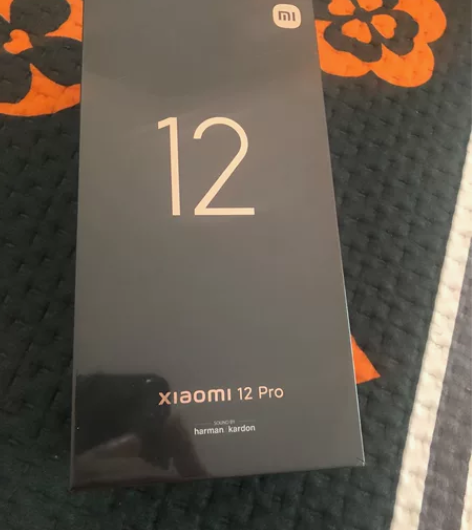 mi
12
xiaomi 12 Pro
SOUND BY
harman kardon